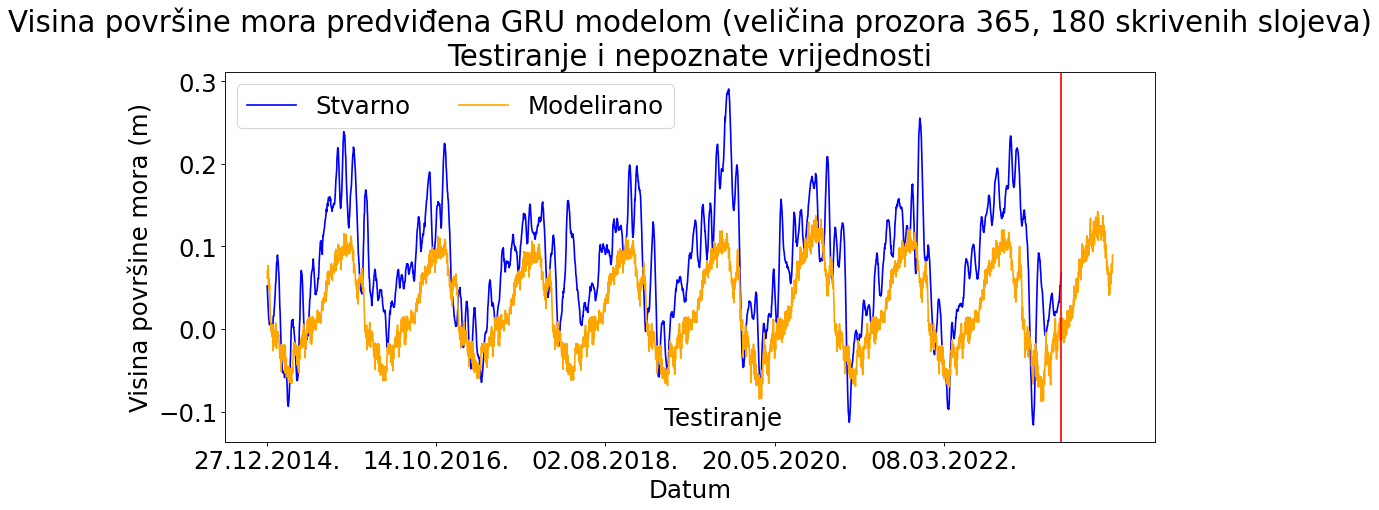 Visina površine mora predviđena GRU modelom (veličina prozora 365, 180 skrivenih slojeva)
Testiranje i nepoznate vrijednosti
Stvarno
Modelirano
Visina površine mora (m)
0.3
0.2
0.1
0.0
−0.1
Testiranje
27.12.2014.
14.10.2016.
02.08.2018.
20.05.2020.
08.03.2022.
Datum